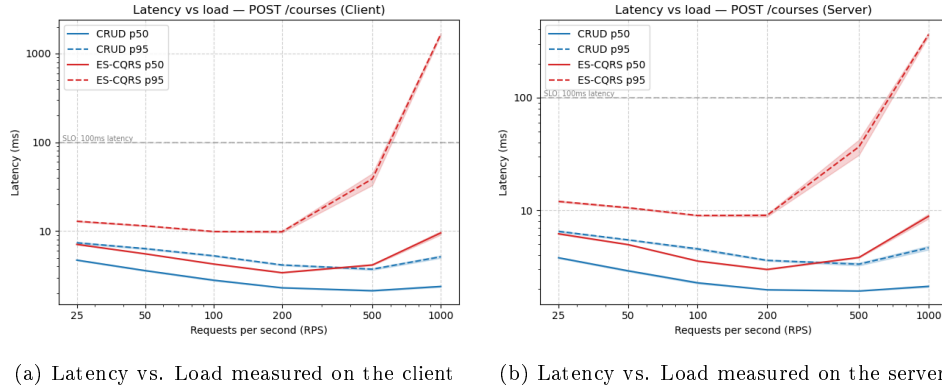 Latency vs load — POST /courses (Client)
CRUD p50
CRUD p95
ES-CQRS p50
ES-CQRS p95
1000
100
10
SLO: 100ms latency
Latency (ms)
25 50 100 200 500 1000
Requests per second (RPS)
(a) Latency vs. Load measured on the client
Latency vs load — POST /courses (Server)
CRUD p50
CRUD p95
ES-CQRS p50
ES-CQRS p95
100
10
SLO: 100ms latency
Latency (ms)
25 50 100 200 500 1000
Requests per second (RPS)
(b) Latency vs. Load measured on the server